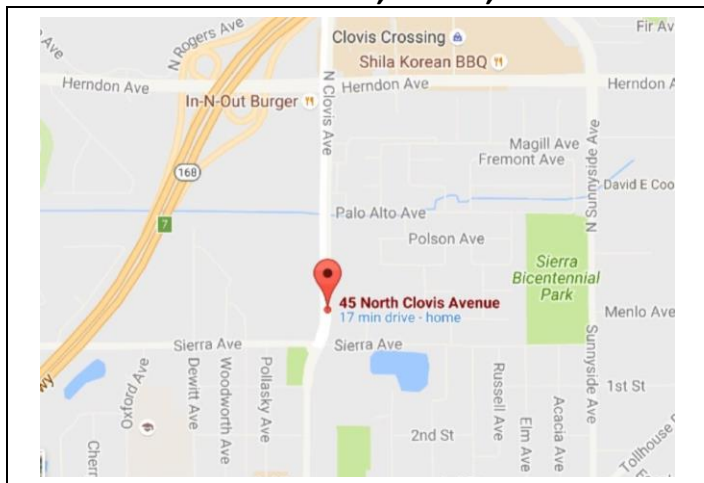 N Rogers Ave
Clovis Crossing
Fir Av
Shila Korean BBQ
Herndon Ave
Herndon Ave
Herndon A
In-N-Out Burger
N Clovis Ave
N Sunnyside Ave
Magill Ave
Fremont Ave
168
David E Coo
7
Palo Alto Ave
Polson Ave
Sierra
Bicentennial
Park
45 North Clovis Avenue
17 min drive - home
Menlo Ave
Sierra Ave
Sierra Ave
Sunnyside Ave
Oxford Ave
Dewitt Ave
Woodworth Ave
Pollasky Ave
Russell Ave
Elm Ave
Acacia Ave
1st St
2nd St
Tollhouse
Cherr
wy